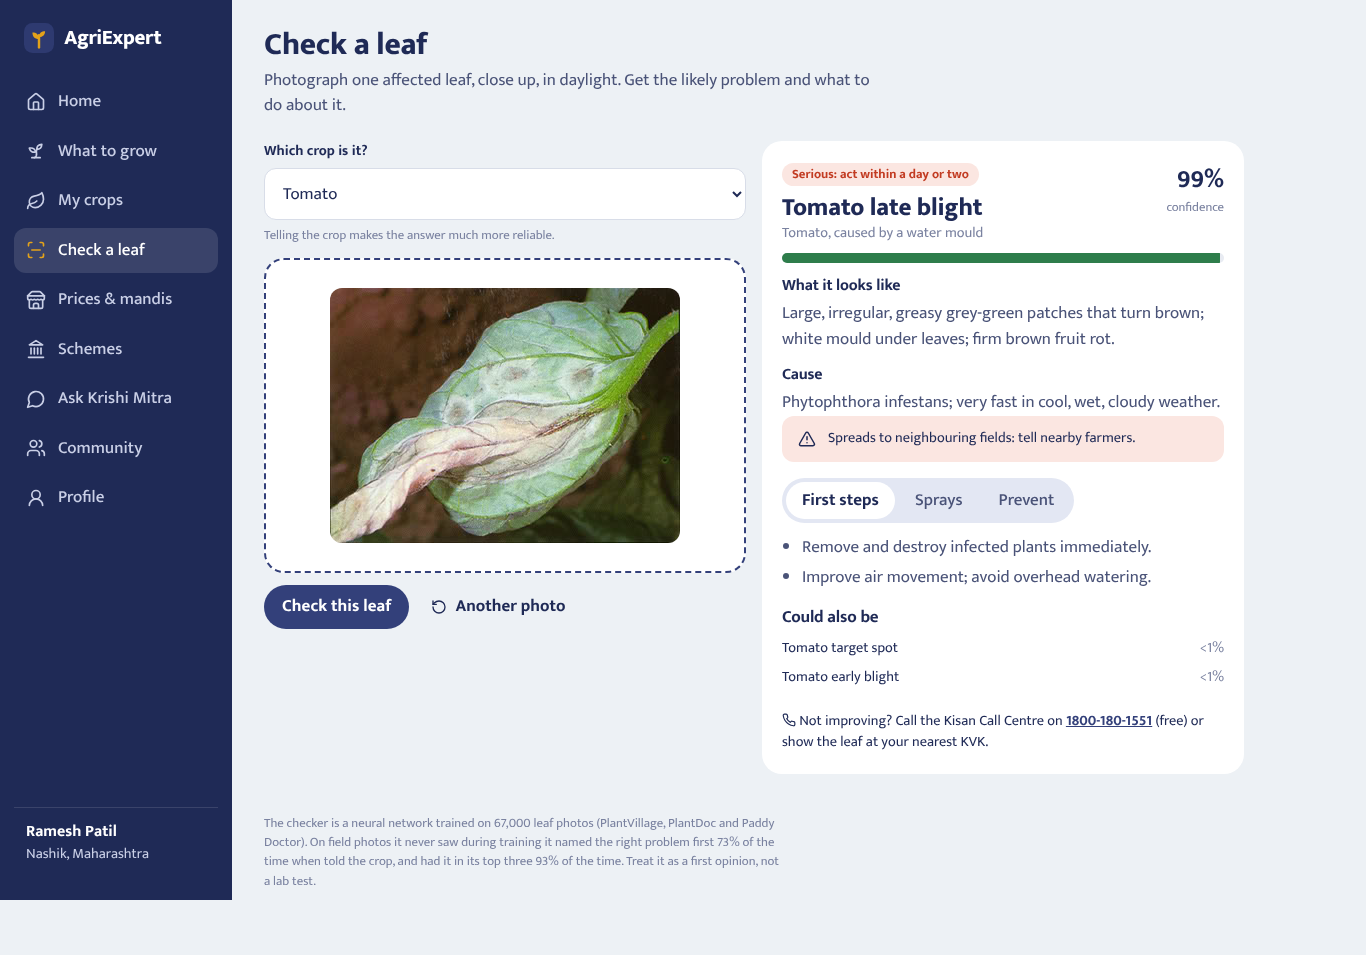 AgriExpert
Home
What to grow
My crops
Check a leaf
Prices & mandis
Schemes
Ask Krishi Mitra
Community
Profile
Ramesh Patil
Nashik, Maharashtra
Check a leaf
Photograph one affected leaf, close up, in daylight. Get the likely problem and what to
do about it.
Which crop is it?
Tomato
Telling the crop makes the answer much more reliable.
Check this leaf
Another photo
Serious: act within a day or two
99%
confidence
Tomato late blight
Tomato, caused by a water mould
What it looks like
Large, irregular, greasy grey-green patches that turn brown;
white mould under leaves; firm brown fruit rot.
Cause
Phytophthora infestans; very fast in cool, wet, cloudy weather.
Spreads to neighbouring fields: tell nearby farmers.
First steps
Sprays
Prevent
Remove and destroy infected plants immediately.
Improve air movement; avoid overhead watering.
Could also be
Tomato target spot <1%
Tomato early blight <1%
Not improving? Call the Kisan Call Centre on 1800-180-1551 (free) or
show the leaf at your nearest KVK.
The checker is a neural network trained on 67,000 leaf photos (PlantVillage, PlantDoc and Paddy
Doctor). On field photos it never saw during training it named the right problem first 73% of the
time when told the crop, and had it in its top three 93% of the time. Treat it as a first opinion, not
a lab test.